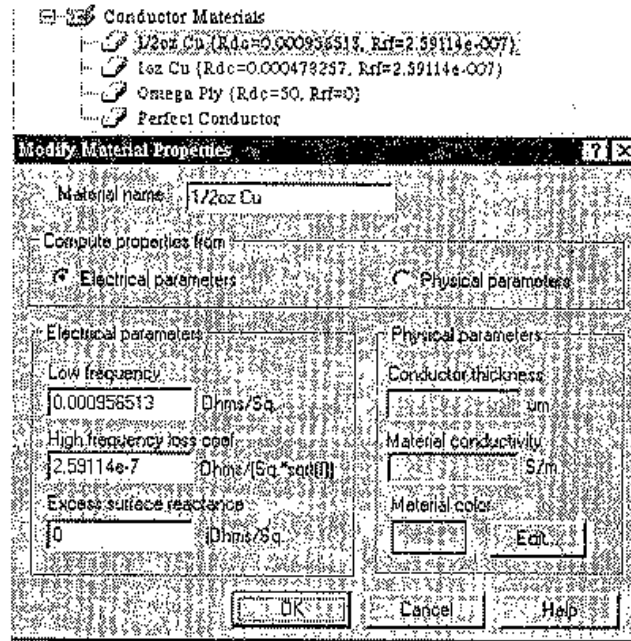 Conductor Materials
1/2oz Cu {Rdc=0.000956513, Rrf=2.59114e-007}
1oz Cu {Rdc=0.000478257, Rrf=2.59114e-007}
Omega Ply {Rdc=50, Rrf=0}
Perfect Conductor
Modify Material Properties
Material name 1/2oz Cu
Compute properties from
Electrical parameters Physical parameters
Electrical parameters Physical parameters
Low frequency Conductor thickness
0.000956513 Ohms/Sq. um
High frequency loss coef. Material conductivity
2.59114e-7 Ohms/(Sq.*sqrt(f)) S/m
Excess surface reactance Material color
0 jOhms/Sq. Edit...
OK Cancel Help